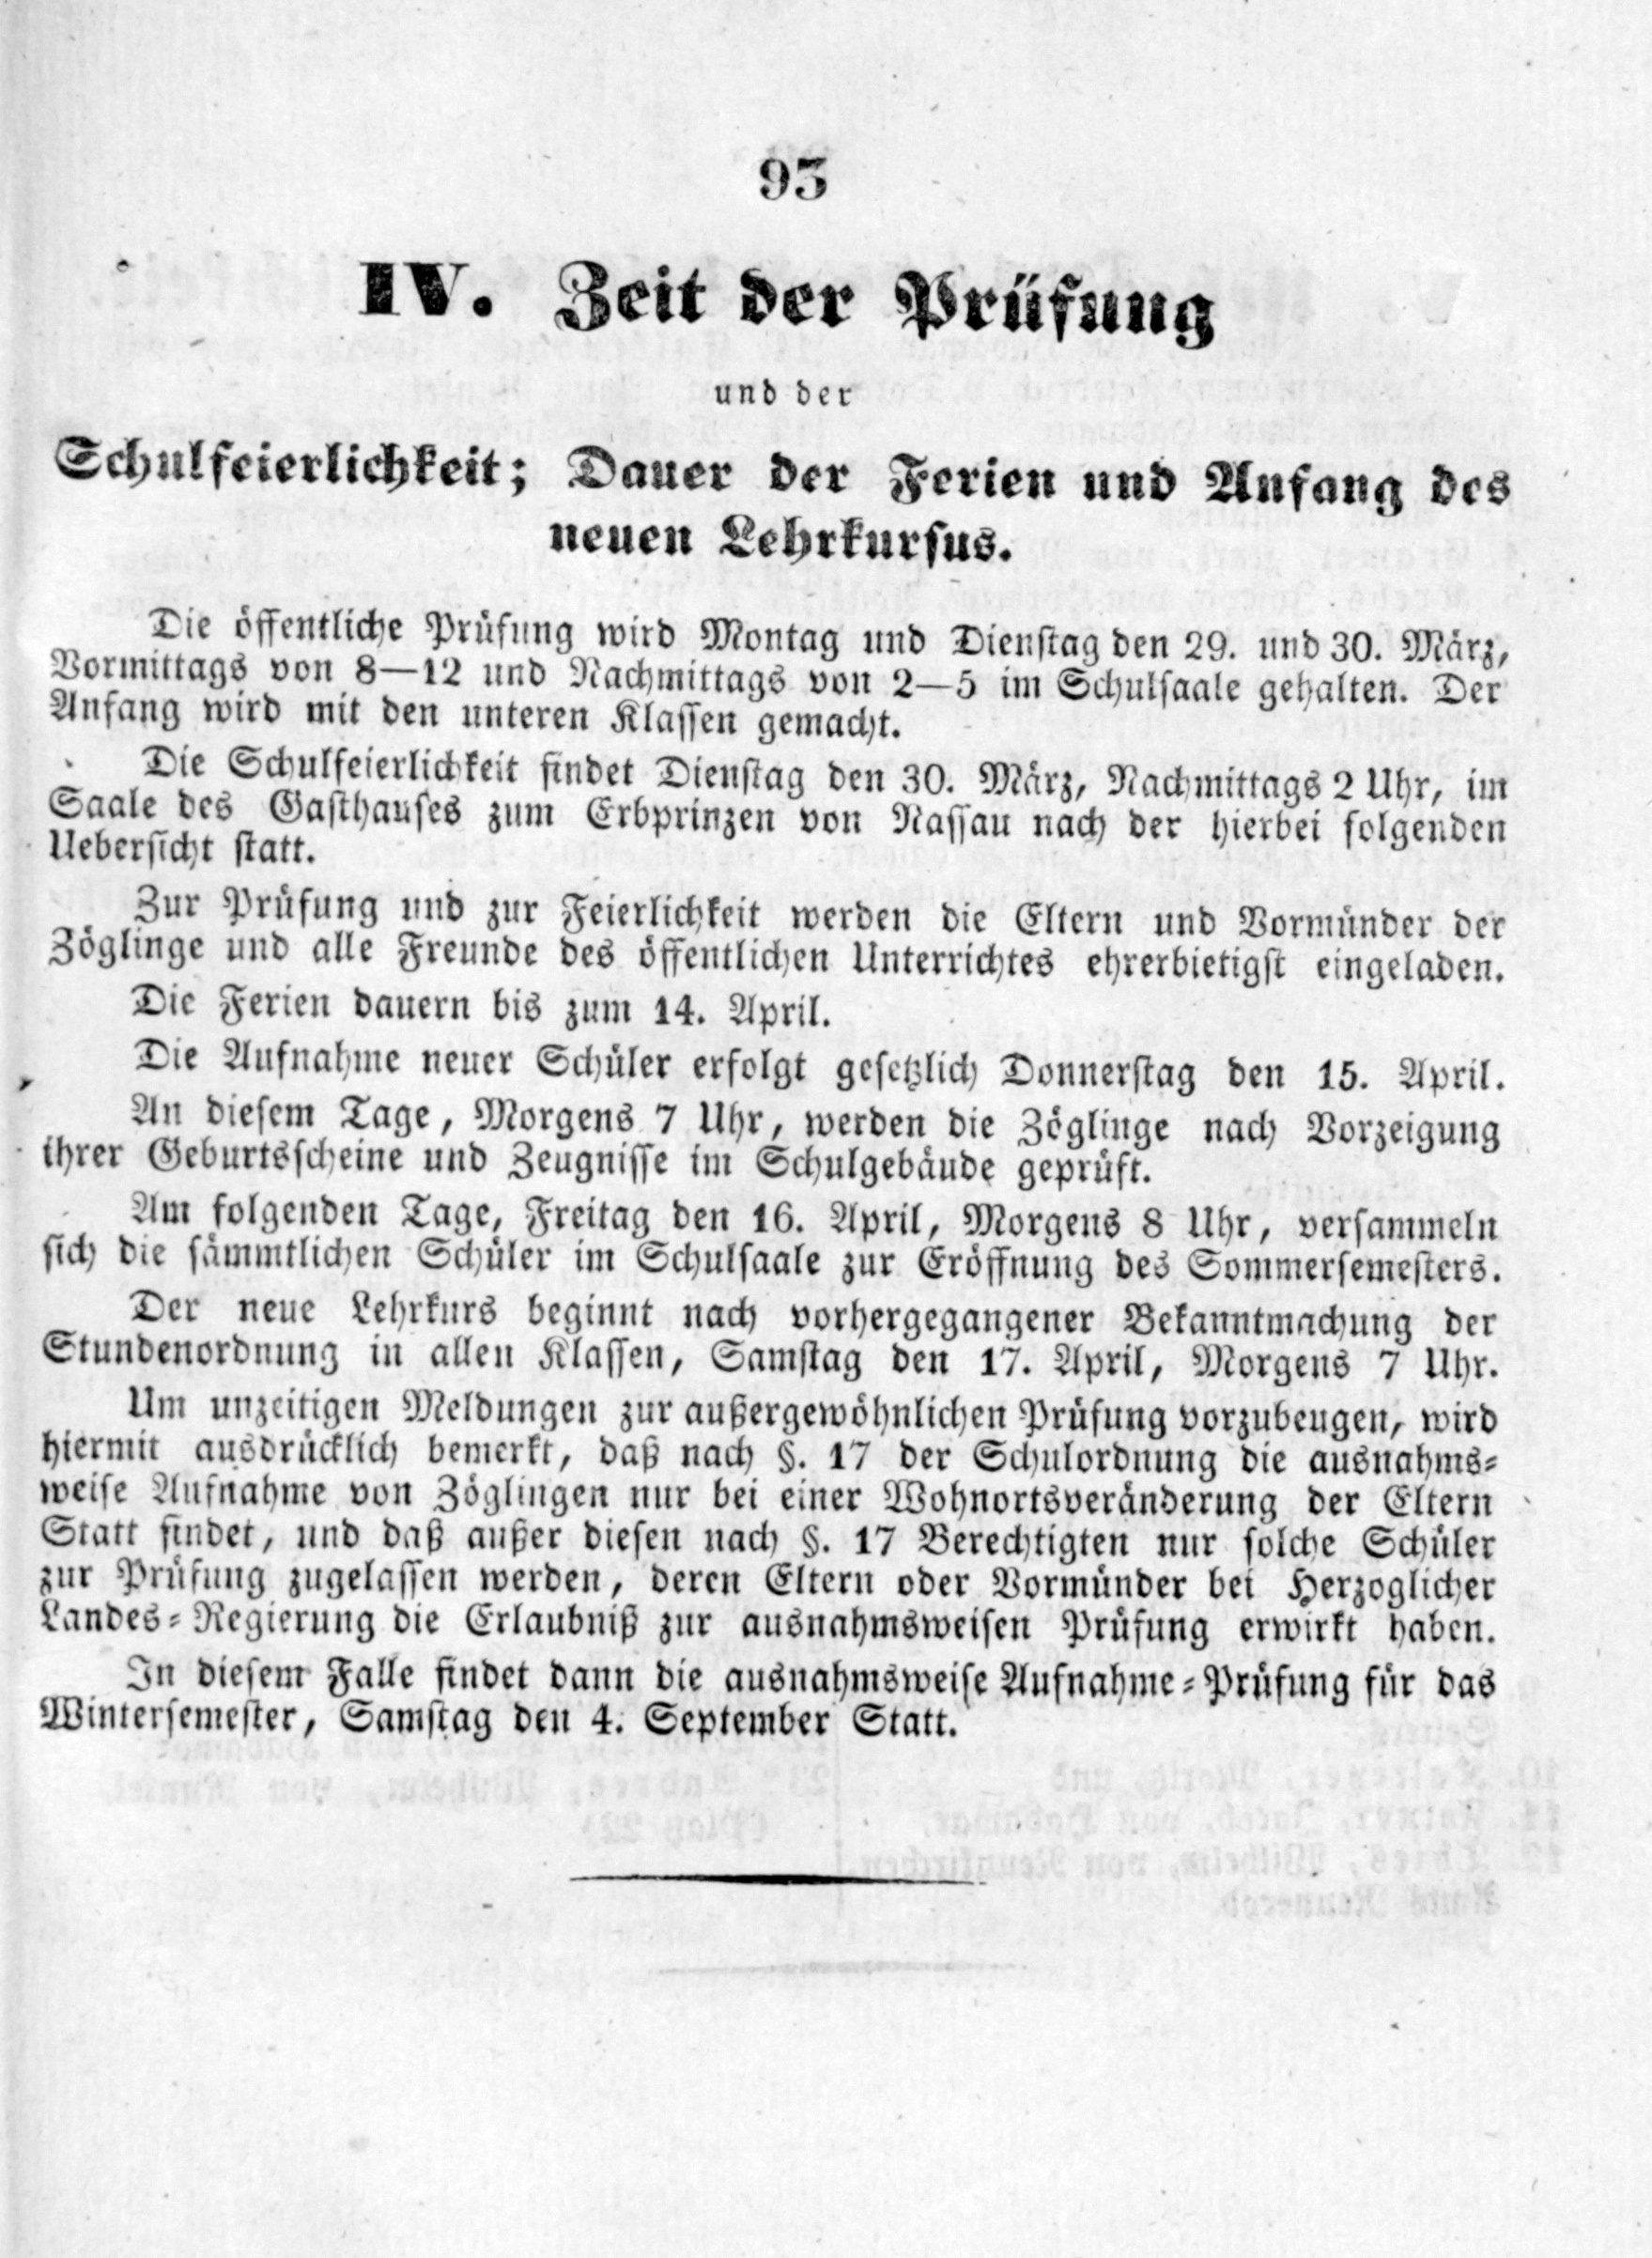 93
IV. Zeit der Prüfung
und der
Schulfeierlichkeit; Dauer der Ferien und Anfang des
neuen Lehrkursus.
Die öffentliche Prüfung wird Montag und Dienstag den 29. und 30. März,
Vormittags von 8—12 und Nachmittags von 2—5 im Schulsaale gehalten. Der
Anfang wird mit den unteren Klassen gemacht.
Die Schulfeierlichkeit findet Dienstag den 30. März, Nachmittags 2 Uhr, im
Saale des Gasthauses zum Erbprinzen von Nassau nach der hierbei folgenden
Uebersicht statt.
Zur Prüfung und zur Feierlichkeit werden die Eltern und Vormünder der
Zöglinge und alle Freunde des öffentlichen Unterrichtes ehrerbietigst eingeladen.
Die Ferien dauern bis zum 14. April.
Die Aufnahme neuer Schüler erfolgt gesetzlich Donnerstag den 15. April.
An diesem Tage, Morgens 7 Uhr, werden die Zöglinge nach Vorzeigung
ihrer Geburtsscheine und Zeugnisse im Schulgebäude geprüft.
Am folgenden Tage, Freitag den 16. April, Morgens 8 Uhr, versammeln
sich die sämmtlichen Schüler im Schulsaale zur Eröffnung des Sommersemesters.
Der neue Lehrkurs beginnt nach vorhergegangener Bekanntmachung der
Stundenordnung in allen Klassen, Samstag den 17. April, Morgens 7 Uhr.
Um unzeitigen Meldungen zur außergewöhnlichen Prüfung vorzubeugen, wird
hiermit ausdrücklich bemerkt, daß nach §. 17 der Schulordnung die ausnahms-
weise Aufnahme von Zöglingen nur bei einer Wohnortsveränderung der Eltern
Statt findet, und daß außer diesen nach §. 17 Berechtigten nur solche Schüler
zur Prüfung zugelassen werden, deren Eltern oder Vormünder bei Herzoglicher
Landes-Regierung die Erlaubniß zur ausnahmsweisen Prüfung erwirkt haben.
In diesem Falle findet dann die ausnahmsweise Aufnahme-Prüfung für das
Wintersemester, Samstag den 4. September Statt.